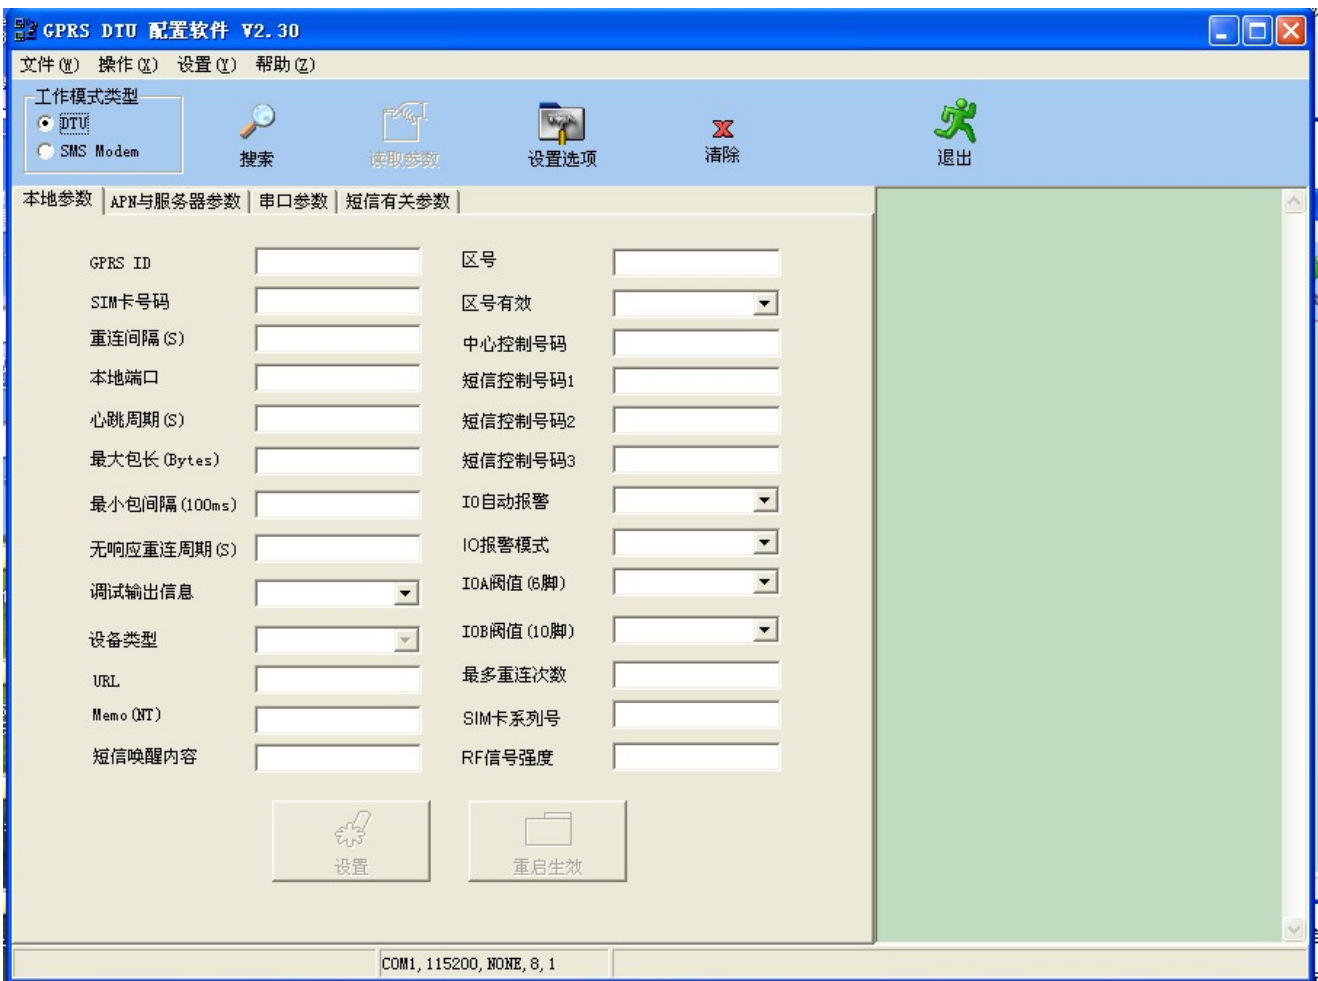 GPRS DTU 配置软件 V2.30
文件(W) 操作(X) 设置(Y) 帮助(Z)
工作模式类型
DTU
SMS Modem
搜索
读取参数
设置选项
清除
退出
本地参数 APN与服务器参数 串口参数 短信有关参数
GPRS ID 区号
SIM卡号码 区号有效
重连间隔(S) 中心控制号码
本地端口 短信控制号码1
心跳周期(S) 短信控制号码2
最大包长(Bytes) 短信控制号码3
最小包间隔(100ms) IO自动报警
无响应重连周期(S) IO报警模式
调试输出信息 IOA阀值(6脚)
设备类型 IOB阀值(10脚)
URL 最多重连次数
Memo(NT) SIM卡系列号
短信唤醒内容 RF信号强度
设置 重启生效
COM1, 115200, NONE, 8, 1